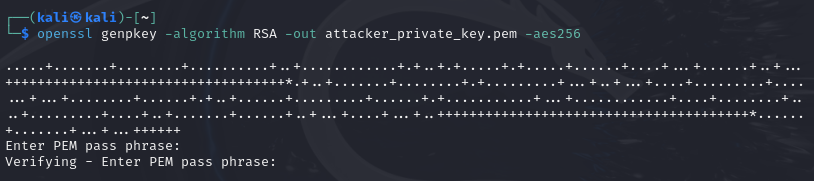 ┌──(kali㉿kali)-[~]
└─$ openssl genpkey -algorithm RSA -out attacker_private_key.pem -aes256
.....+.......+........+..........+..+............+.+.+..+.+.....+.+......+......+....+...+......+..+...
+++++++++++++++++++++++++++++++++++*.+..+.......+........+.+.........+...+..+...+....+.........+....
...+...+........+......+.+..+......+.........+......+.+...........+...+............+....+........+..
..+..........+....+..+.......+......+..+...+....+...+..+++++++++++++++++++++++++++++++++++++++*......
+.......+...+...++++++
Enter PEM pass phrase:
Verifying - Enter PEM pass phrase: